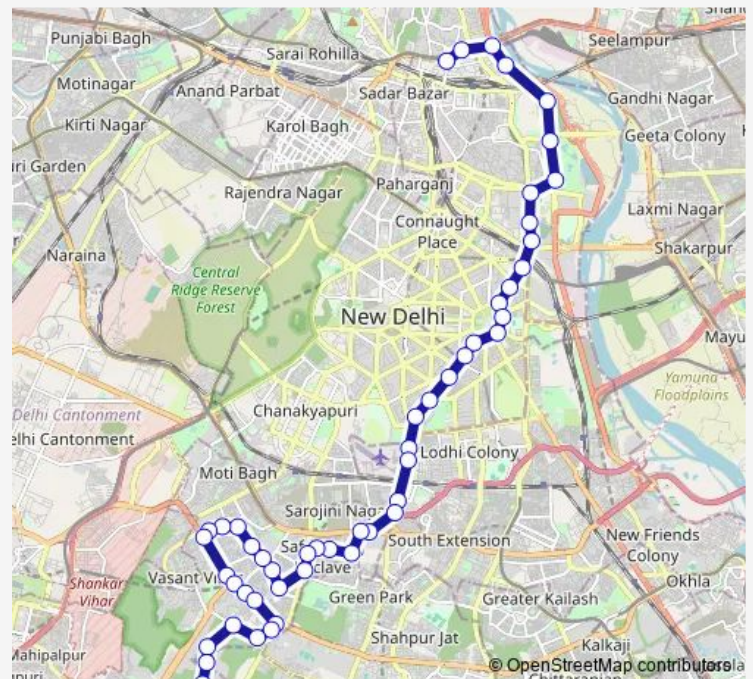 Punjabi Bagh
Sarai Rohilla
Seelampur
Motinagar
Anand Parbat
Sadar Bazar
Gandhi Nagar
Kirti Nagar
Karol Bagh
Geeta Colony
uri Garden
Rajendra Nagar
Paharganj
Laxmi Nagar
Connaught
Place
Shakarpur
Naraina
Central
Ridge Reserve
Forest
New Delhi
Mayu
Yamuna
Floodplains
Chanakyapuri
Delhi Cantonment
elhi Cantonment
Lodhi Colony
Moti Bagh
Sarojini Naga
South Extension
New Friends
Colony
Saf
clave
Vasant Vi
Okhla
Shankar
Vihar
Green Park
Greater Kailash
Shahpur Jat
Kalkaji
Mahipalpur
© OpenStreetMap contributors